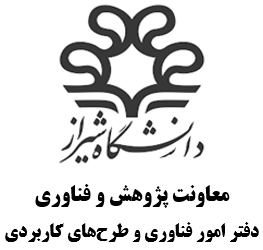 دانشگاه شیراز
معاونت پژوهش و فناوری
دفتر امور فناوری و طرح‌های کاربردی